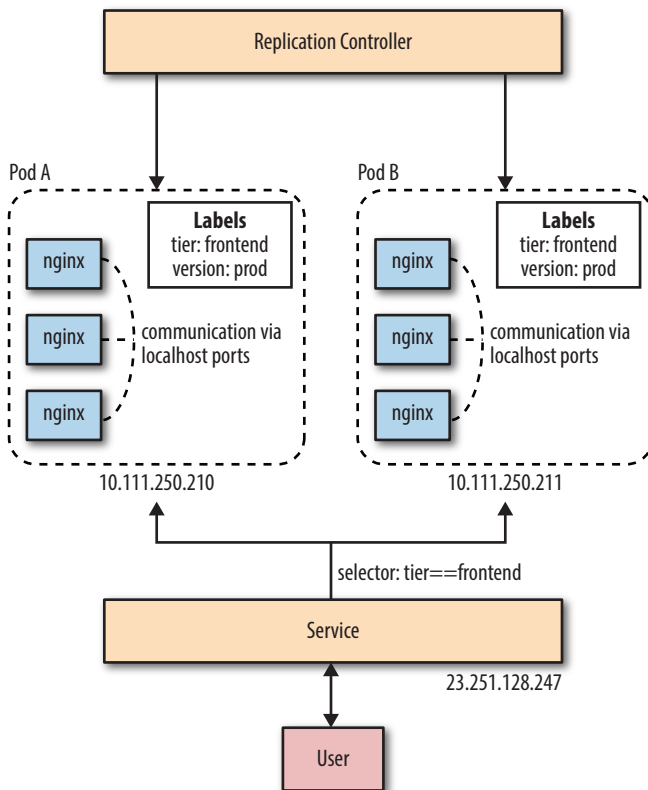 Replication Controller
Pod A
Pod B
Labels
tier: frontend
version: prod
nginx
nginx
nginx
communication via
localhost ports
Labels
tier: frontend
version: prod
nginx
nginx
nginx
communication via
localhost ports
10.111.250.210
10.111.250.211
selector: tier==frontend
Service
23.251.128.247
User